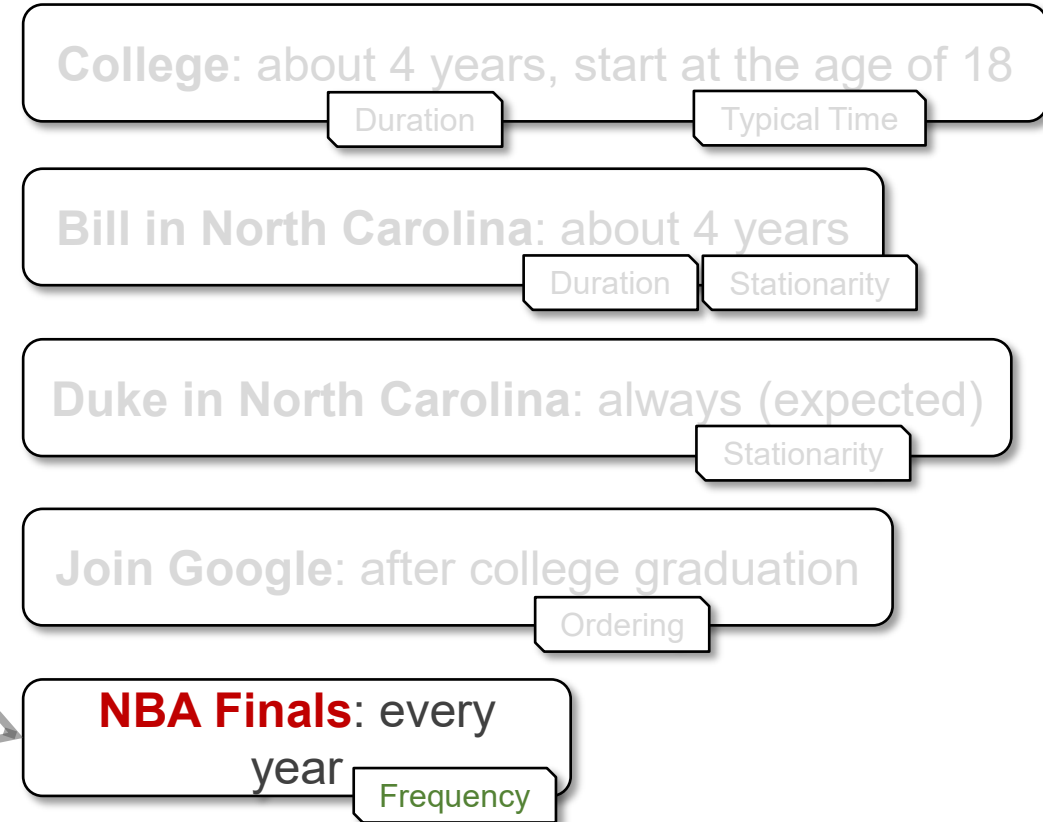 College: about 4 years, start at the age of 18
Duration
Typical Time
Bill in North Carolina: about 4 years
Duration
Stationarity
Duke in North Carolina: always (expected)
Stationarity
Join Google: after college graduation
Ordering
NBA Finals: every
year
Frequency